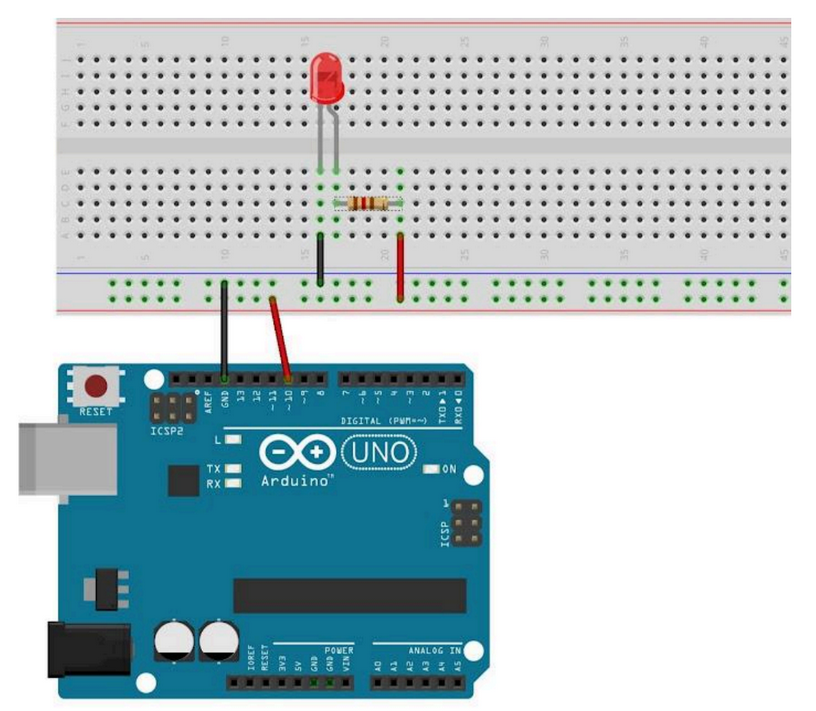 1 5 10 15 20 25 30 35 40 45
J
I
H
G
F
E
D
C
B
A
1 5 10 15 20 25 30 35 40 45
RESET
ICSP2
AREF
GND
13
12
~11
~10
~9
8
7
~6
~5
4
~3
2
TX0▶1
RX0◀0
DIGITAL (PWM=~)
L
TX
RX
UNO
Arduino™
ON
1
ICSP
POWER
ANALOG IN
IOREF
RESET
3V3
5V
GND
GND
VIN
A0
A1
A2
A3
A4
A5